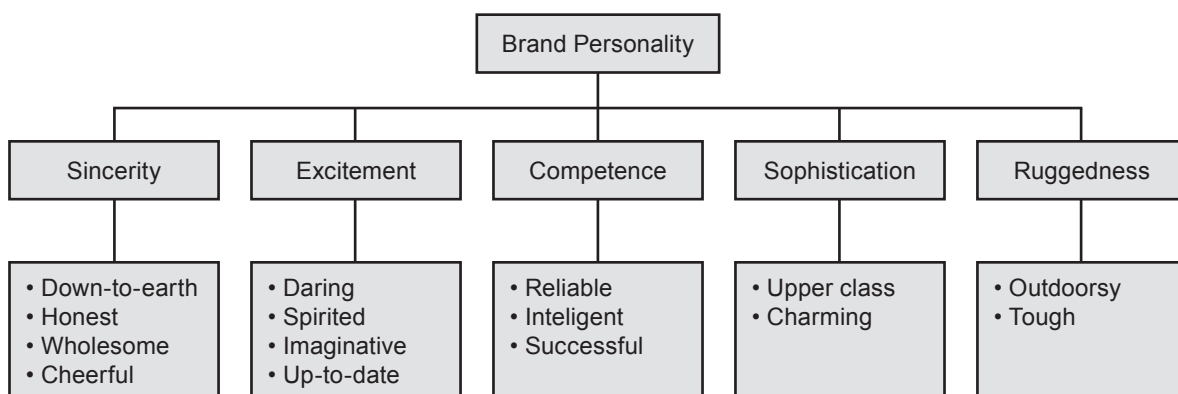 Brand Personality
Sincerity
Excitement
Competence
Sophistication
Ruggedness
• Down-to-earth
• Honest
• Wholesome
• Cheerful
• Daring
• Spirited
• Imaginative
• Up-to-date
• Reliable
• Inteligent
• Successful
• Upper class
• Charming
• Outdoorsy
• Tough